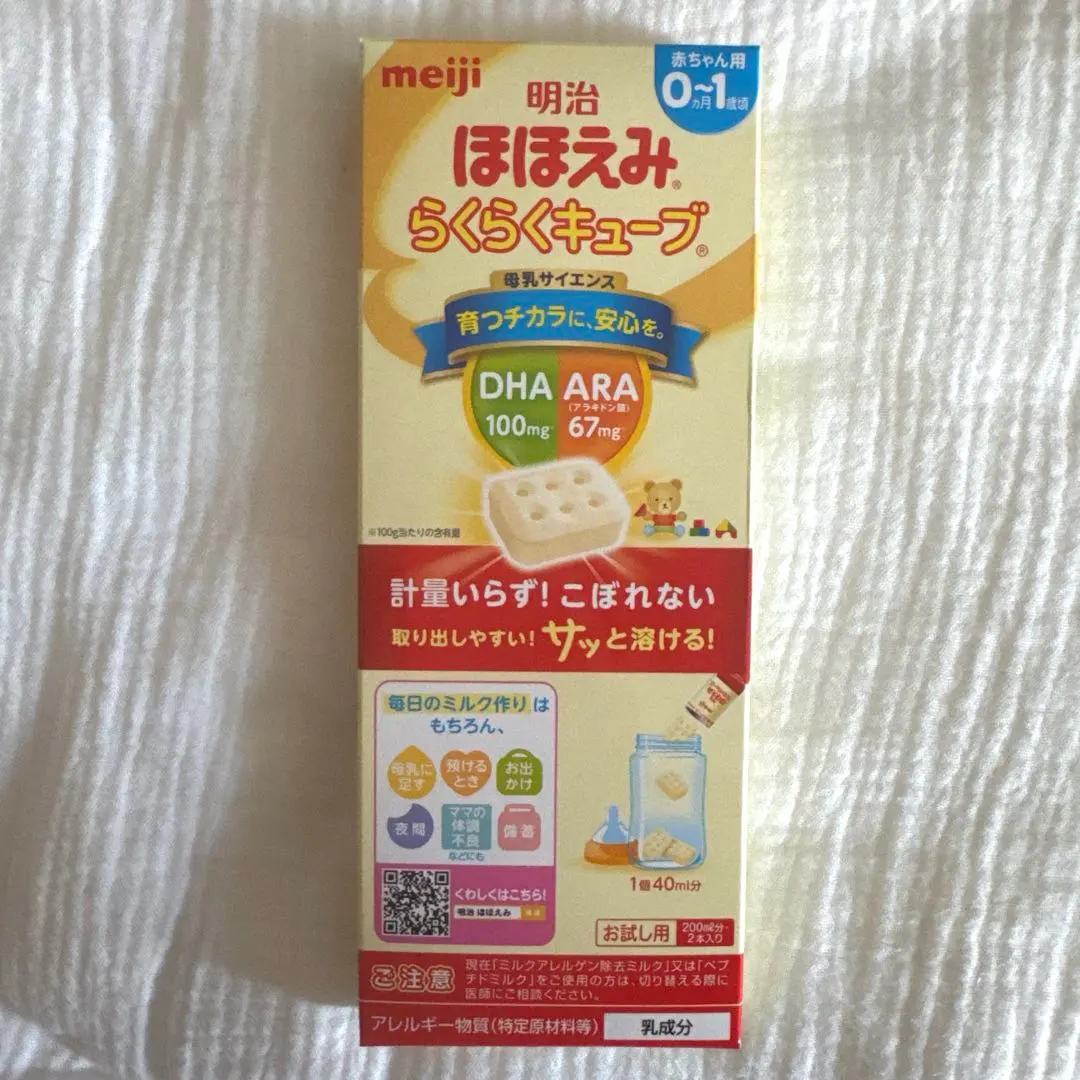 meiji
赤ちゃん用
0ヵ月~1歳頃
明治
ほほえみ®
らくらくキューブ®
母乳サイエンス
育つチカラに、安心を。
DHA
100mg
ARA
(アラキドン酸)
67mg
※100g当たりの含有量
計量いらず!こぼれない
取り出しやすい!サッと溶ける!
毎日のミルク作りは
もちろん、
母乳に
足す
預ける
とき
お出
かけ
夜間
ママの
体調
不良
備蓄
などにも
くわしくはこちら!
明治 ほほえみ 検索
1個40ml分
お試し用
200ml分・
2本入り
ご注意
現在「ミルクアレルゲン除去ミルク」又は「ペプ
チドミルク」をご使用の方は、切り替える際に
医師にご相談ください。
アレルギー物質(特定原材料等) 乳成分